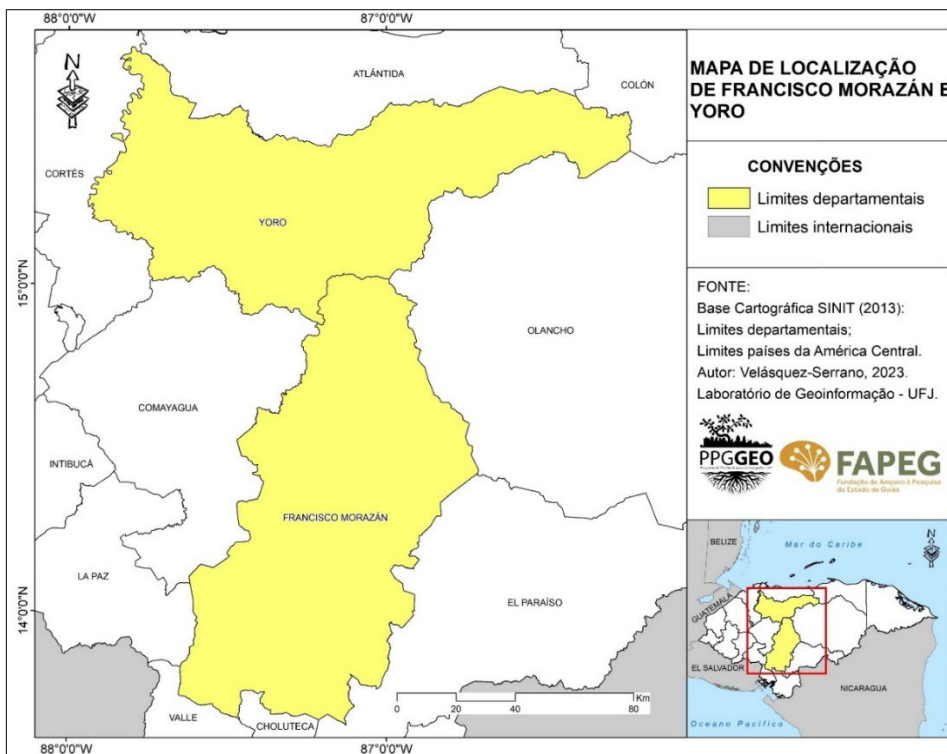 88°0'0"W
87°0'0"W
N
ATLÁNTIDA
COLÓN
CORTÉS
YORO
15°0'0"N
OLANCHO
COMAYAGUA
INTIBUCÁ
FRANCISCO MORAZÁN
LA PAZ
EL PARAÍSO
14°0'0"N
VALLE
CHOLUTECA
0 20 40 80
Km
88°0'0"W
87°0'0"W
MAPA DE LOCALIZAÇÃO
DE FRANCISCO MORAZÁN E
YORO
CONVENÇÕES
Limites departamentais
Limites internacionais
FONTE:
Base Cartográfica SINIT (2013):
Limites departamentais;
Limites países da América Central.
Autor: Velásquez-Serrano, 2023.
Laboratório de Geoinformação - UFJ.
PPGGEO
FAPEG
Fundação de Amparo à Pesquisa
do Estado de Goiás
BELIZE
Mar do Caribe
N
GUATEMALA
EL SALVADOR
NICARAGUA
Oceano Pacífico